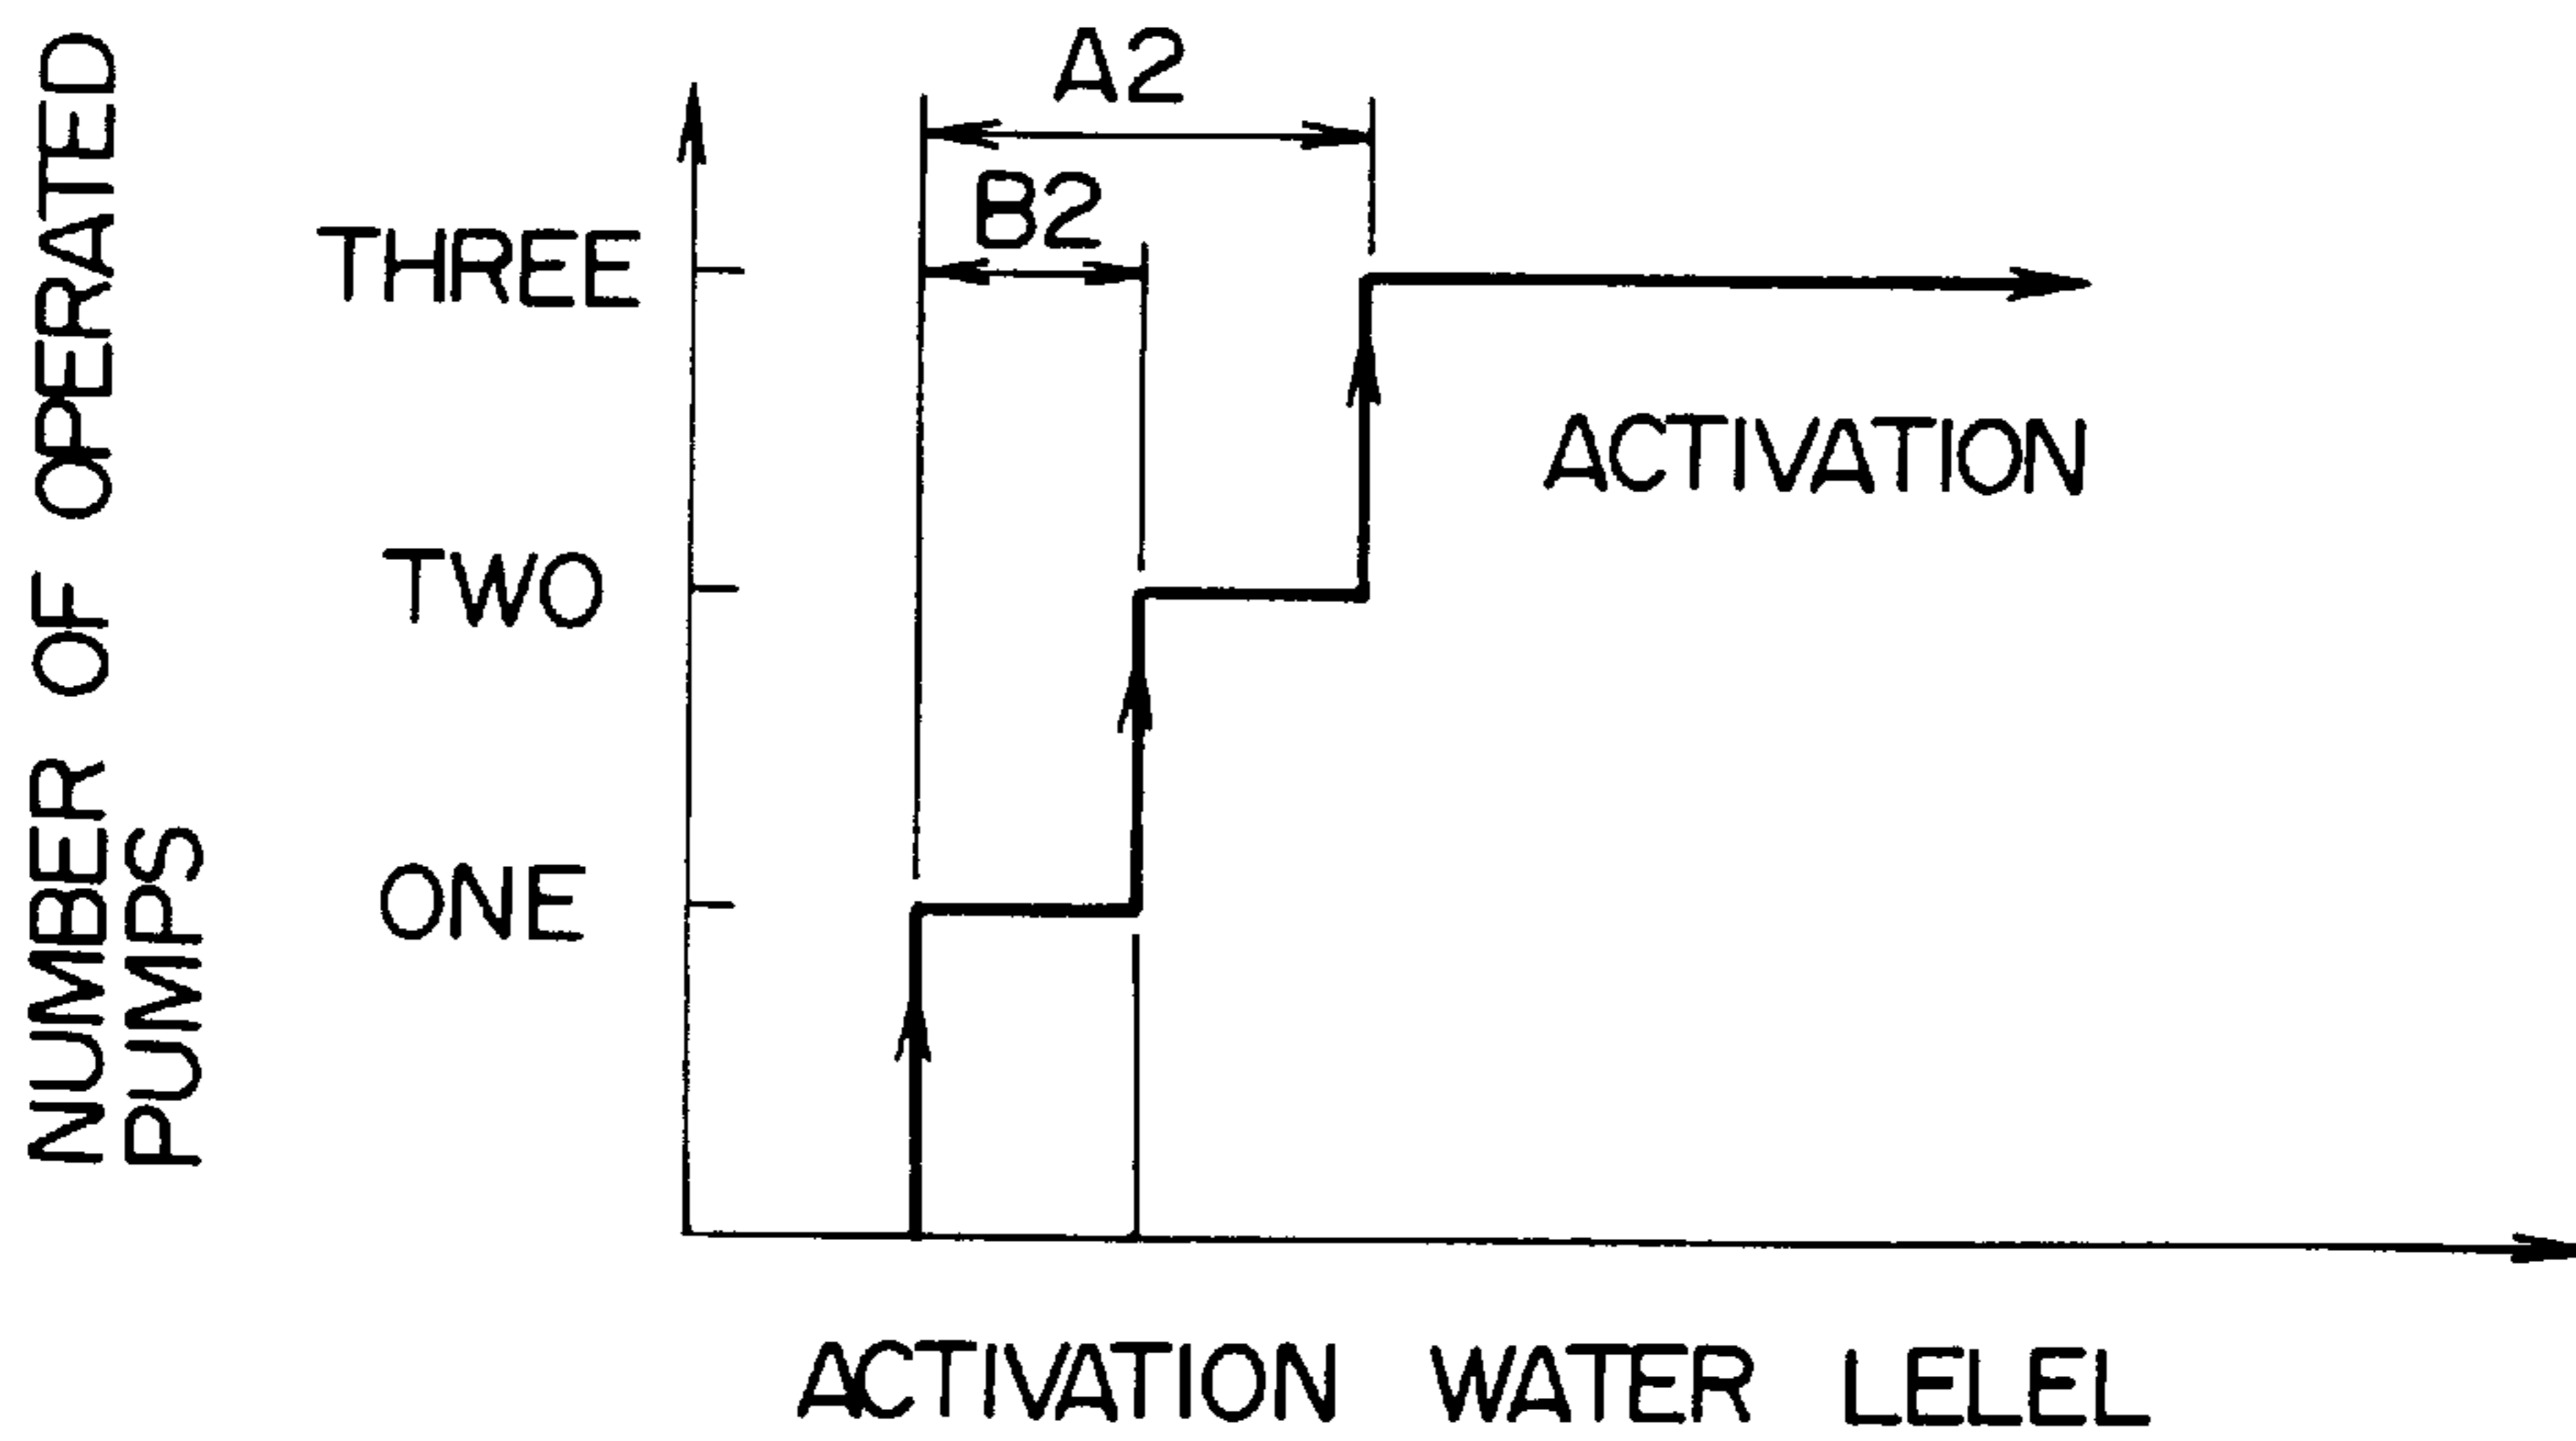 NUMBER OF OPERATED
PUMPS
A2
B2
THREE
ACTIVATION
TWO
ONE
ACTIVATION WATER LELEL